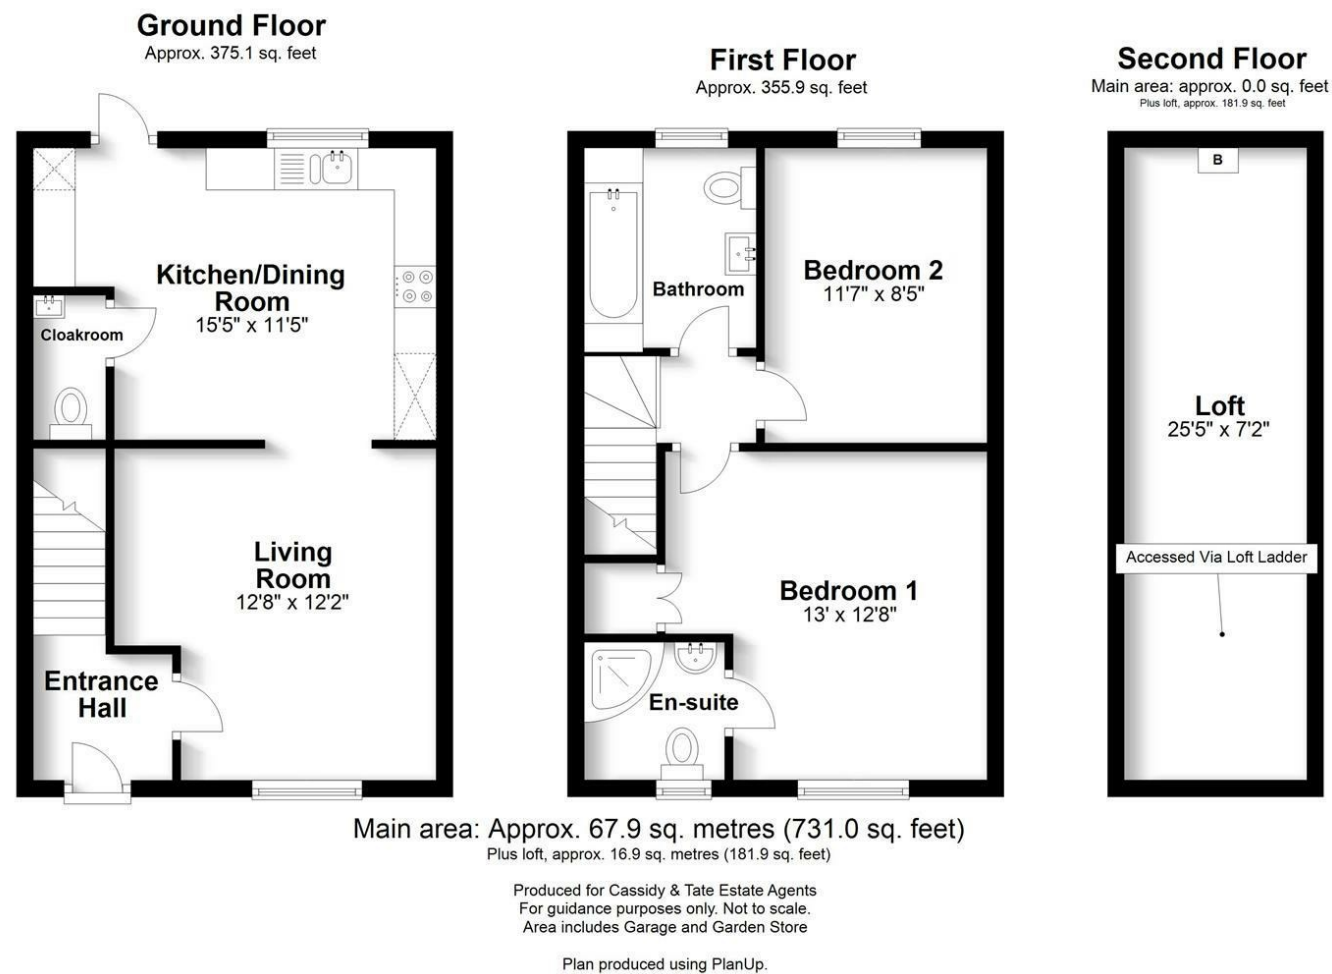 Ground Floor
Approx. 375.1 sq. feet
Kitchen/Dining
Room
15'5" x 11'5"
Cloakroom
Living
Room
12'8" x 12'2"
Entrance
Hall
First Floor
Approx. 355.9 sq. feet
Bathroom
Bedroom 2
11'7" x 8'5"
Bedroom 1
13' x 12'8"
En-suite
Second Floor
Main area: approx. 0.0 sq. feet
Plus loft, approx. 181.9 sq. feet
B
Loft
25'5" x 7'2"
Accessed Via Loft Ladder
Main area: Approx. 67.9 sq. metres (731.0 sq. feet)
Plus loft, approx. 16.9 sq. metres (181.9 sq. feet)
Produced for Cassidy & Tate Estate Agents
For guidance purposes only. Not to scale.
Area includes Garage and Garden Store
Plan produced using PlanUp.